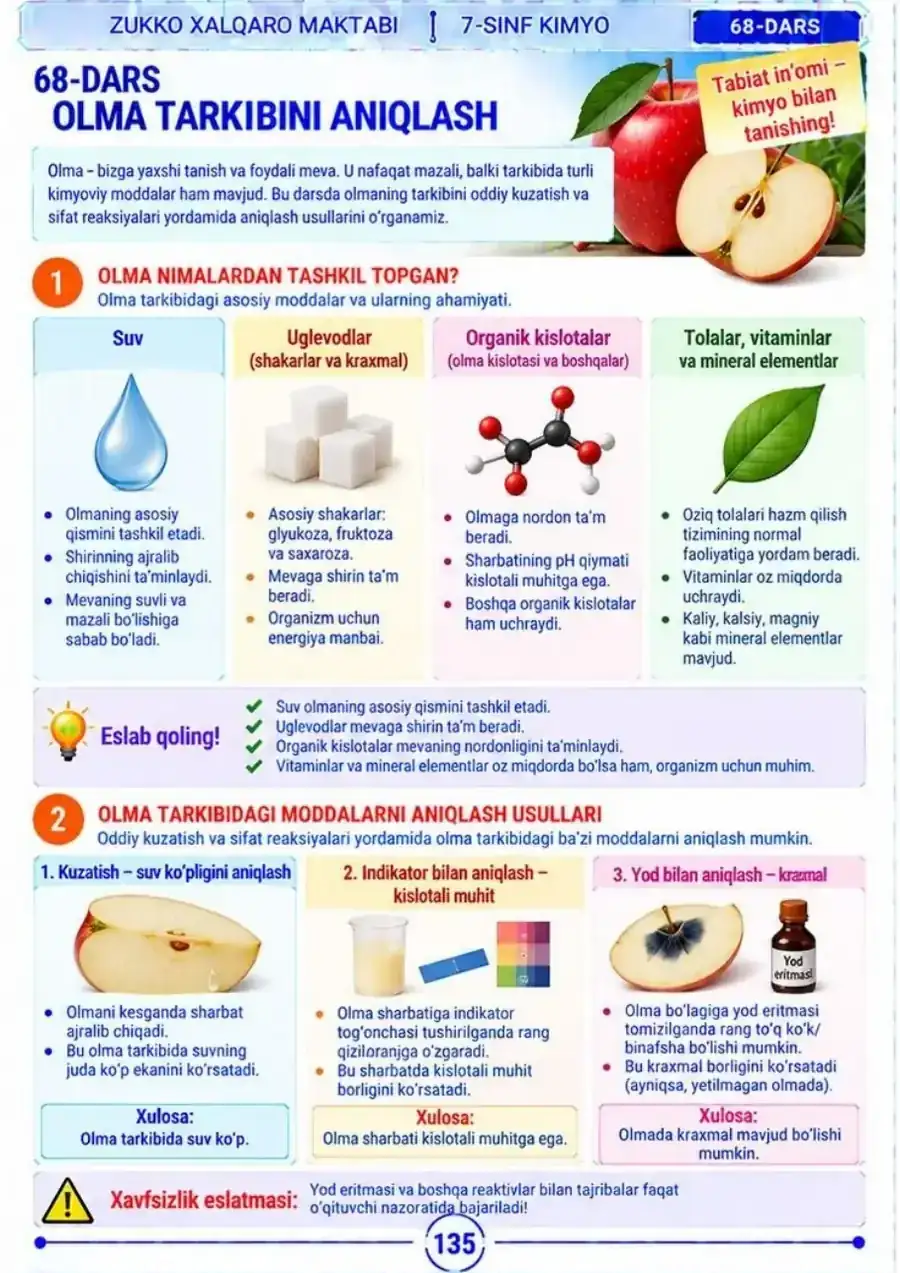 ZUKKO XALQARO MAKTABI
7-SINF KIMYO
68-DARS
68-DARS
OLMA TARKIBINI ANIQLASH
Tabiat in'omi –
kimyo bilan
tanishing!
Olma – bizga yaxshi tanish va foydali meva. U nafaqat mazali, balki tarkibida turli
kimyoviy moddalar ham mavjud. Bu darsda olmaning tarkibini oddiy kuzatish va
sifat reaksiyalari yordamida aniqlash usullarini o'rganamiz.
1
OLMA NIMALARDAN TASHKIL TOPGAN?
Olma tarkibidagi asosiy moddalar va ularning ahamiyati.
Suv
• Olmaning asosiy
qismini tashkil etadi.
• Shirinning ajralib
chiqishini ta'minlaydi.
• Mevaning suvli va
mazali bo'lishiga
sabab bo'ladi.
Uglevodlar
(shakarlar va kraxmal)
• Asosiy shakarlar:
glyukoza, fruktoza
va saxaroza.
• Mevaga shirin ta'm
beradi.
• Organizm uchun
energiya manbai.
Organik kislotalar
(olma kislotasi va boshqalar)
• Olmaga nordon ta'm
beradi.
• Sharbatining pH qiymati
kislotali muhitga ega.
• Boshqa organik kislotalar
ham uchraydi.
Tolalar, vitaminlar
va mineral elementlar
• Oziq tolalari hazm qilish
tizimining normal
faoliyatiga yordam beradi.
• Vitaminlar oz miqdorda
uchraydi.
• Kaliy, kalsiy, magniy
kabi mineral elementlar
mavjud.
Eslab qoling!
✔ Suv olmaning asosiy qismini tashkil etadi.
✔ Uglevodlar mevaga shirin ta'm beradi.
✔ Organik kislotalar mevaning nordonligini ta'minlaydi.
✔ Vitaminlar va mineral elementlar oz miqdorda bo'lsa ham, organizm uchun muhim.
2
OLMA TARKIBIDAGI MODDALARNI ANIQLASH USULLARI
Oddiy kuzatish va sifat reaksiyalari yordamida olma tarkibidagi ba'zi moddalarni aniqlash mumkin.
1. Kuzatish – suv ko'pligini aniqlash
• Olmani kesganda sharbat
ajralib chiqadi.
• Bu olma tarkibida suvning
juda ko'p ekanini ko'rsatadi.
Xulosa:
Olma tarkibida suv ko'p.
2. Indikator bilan aniqlash –
kislotali muhit
• Olma sharbatiga indikator
tog'onchasi tushirilganda rang
qiziloranjga o'zgaradi.
• Bu sharbatda kislotali muhit
borligini ko'rsatadi.
Xulosa:
Olma sharbati kislotali muhitga ega.
3. Yod bilan aniqlash – kraxmal
Yod
eritmasi
• Olma bo'lagiga yod eritmasi
tomizilganda rang to'q ko'k/
binafsha bo'lishi mumkin.
• Bu kraxmal borligini ko'rsatadi
(ayniqsa, yetilmagan olmada).
Xulosa:
Olmada kraxmal mavjud bo'lishi
mumkin.
Xavfsizlik eslatmasi:
Yod eritmasi va boshqa reaktivlar bilan tajribalar faqat
o'qituvchi nazoratida bajariladi!
135